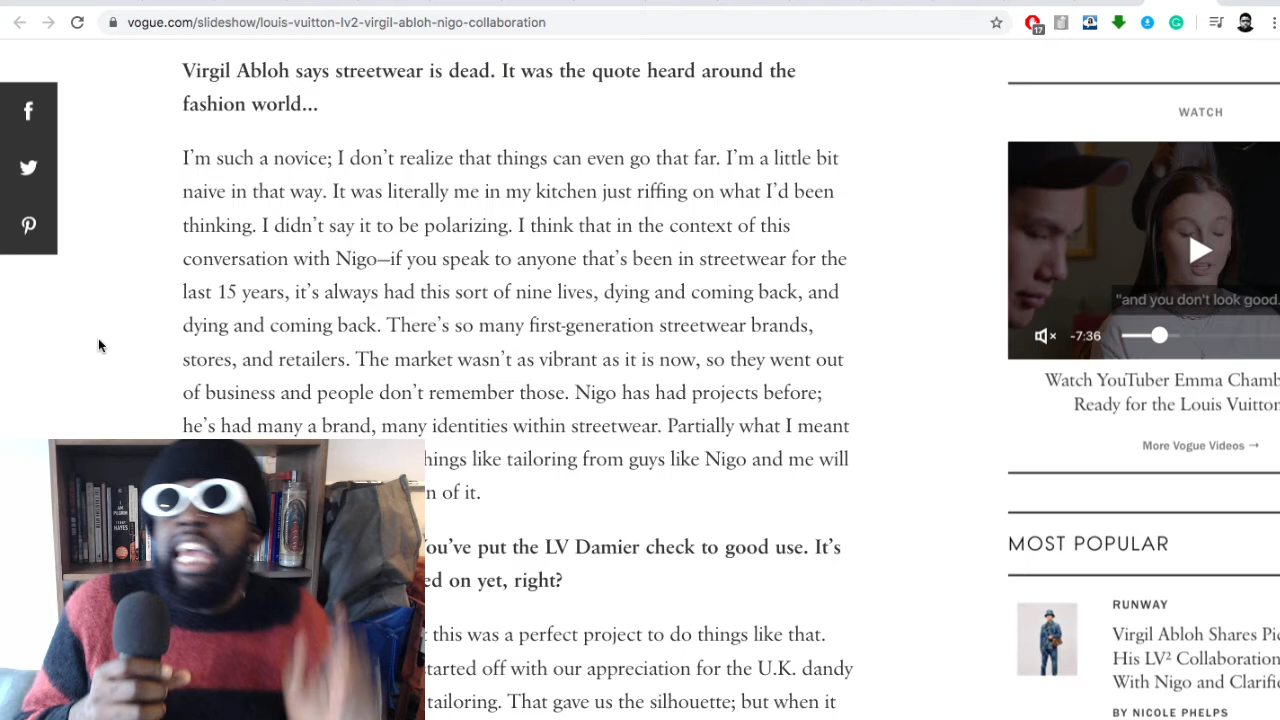 vogue.com/slideshow/louis-vuitton-lv2-virgil-abloh-nigo-collaboration
17
Virgil Abloh says streetwear is dead. It was the quote heard around the
fashion world...
I'm such a novice; I don't realize that things can even go that far. I'm a little bit
naive in that way. It was literally me in my kitchen just riffing on what I'd been
thinking. I didn't say it to be polarizing. I think that in the context of this
conversation with Nigo—if you speak to anyone that's been in streetwear for the
last 15 years, it's always had this sort of nine lives, dying and coming back, and
dying and coming back. There's so many first-generation streetwear brands,
stores, and retailers. The market wasn't as vibrant as it is now, so they went out
of business and people don't remember those. Nigo has had projects before;
he's had many a brand, many identities within streetwear. Partially what I meant
hings like tailoring from guys like Nigo and me will
n of it.
You've put the LV Damier check to good use. It's
ed on yet, right?
t this was a perfect project to do things like that.
started off with our appreciation for the U.K. dandy
tailoring. That gave us the silhouette; but when it
WATCH
"and you don't look good.
-7:36
Watch YouTuber Emma Chamb
Ready for the Louis Vuitton
More Vogue Videos →
MOST POPULAR
RUNWAY
Virgil Abloh Shares Pic
His LV² Collaboration
With Nigo and Clarifie
BY NICOLE PHELPS
I AM
PILGRIM
TERRY
HAYES